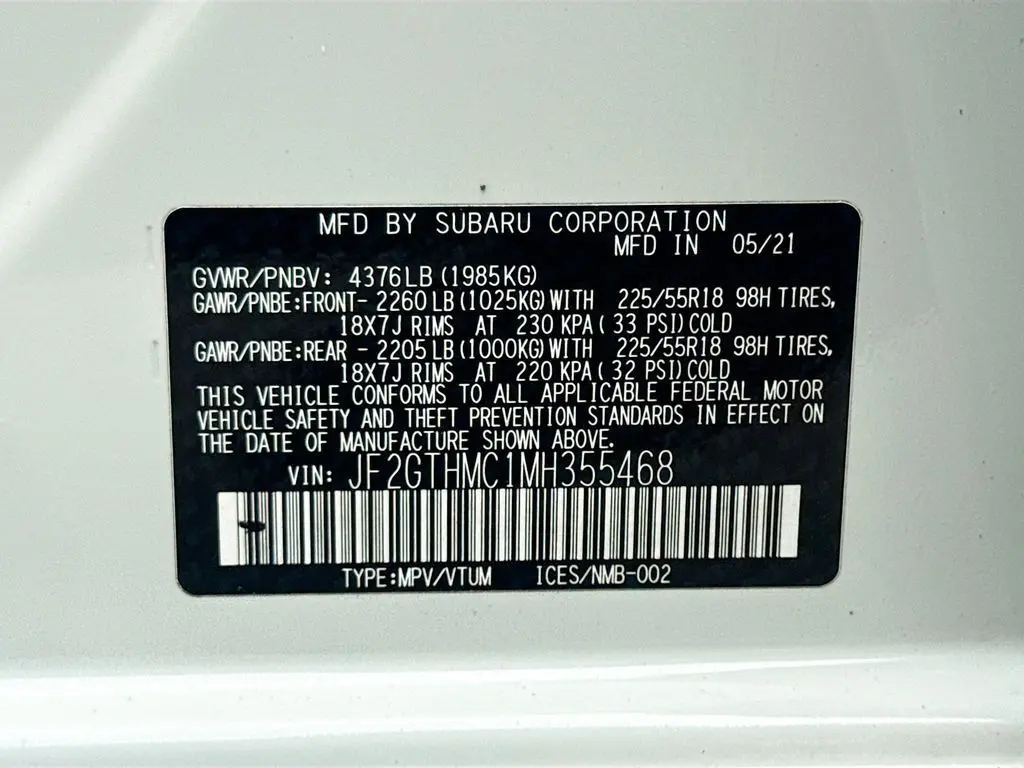 MFD BY SUBARU CORPORATION
MFD IN 05/21
GVWR/PNBV: 4376LB (1985KG)
GAWR/PNBE:FRONT- 2260 LB (1025KG) WITH 225/55R18 98H TIRES,
18X7J RIMS AT 230 KPA ( 33 PSI) COLD
GAWR/PNBE:REAR - 2205 LB (1000KG) WITH 225/55R18 98H TIRES,
18X7J RIMS AT 220 KPA ( 32 PSI) COLD
THIS VEHICLE CONFORMS TO ALL APPLICABLE FEDERAL MOTOR
VEHICLE SAFETY AND THEFT PREVENTION STANDARDS IN EFFECT ON
THE DATE OF MANUFACTURE SHOWN ABOVE.
VIN: JF2GTHMC1MH355468
TYPE:MPV/VTUM ICES/NMB-002